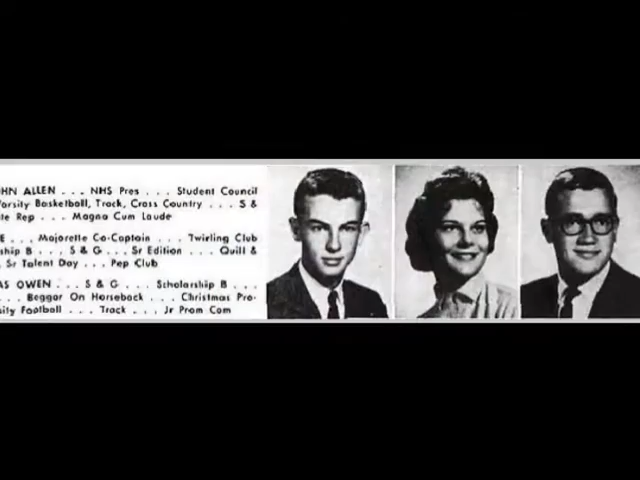 HN ALLEN . . . NHS Pres . . . Student Council
arsity Basketball, Track, Cross Country . . . S &
te Rep . . . Magna Cum Laude
E . . . Majorette Co-Captain . . . Twirling Club
ship B . . . S & G . . . Sr Edition . . . Quill &
. Sr Talent Day . . . Pep Club
AS OWEN . . . S & G . . . Scholarship B . . .
. . . Beggar On Horseback . . . Christmas Pro-
sity Football . . . Track . . . Jr Prom Com